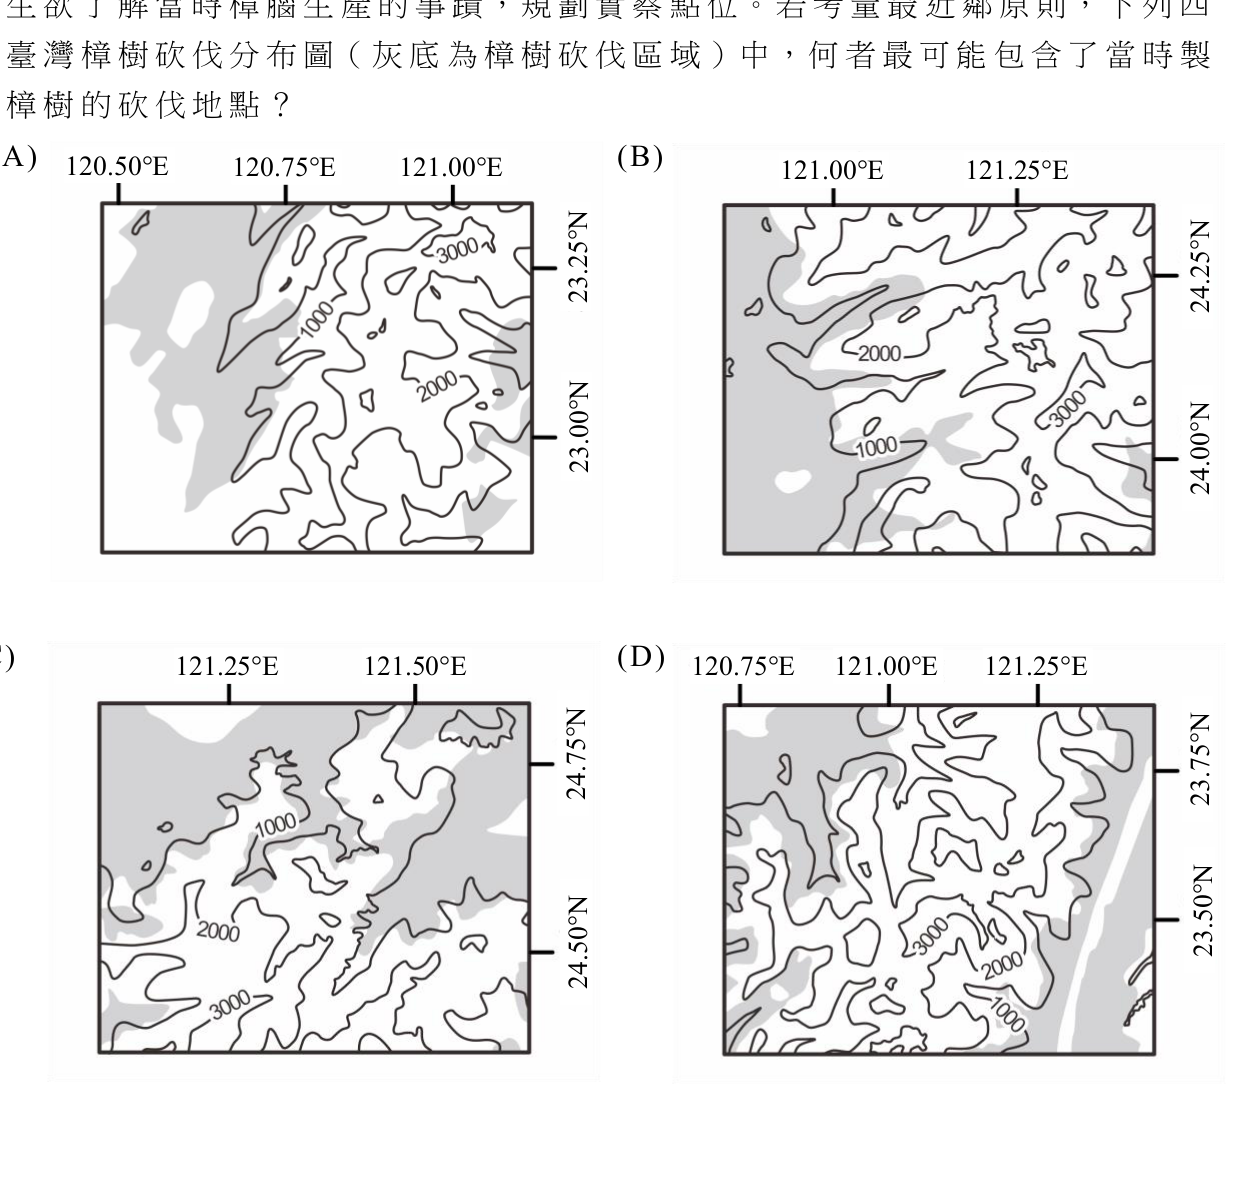 生欲了解當時樟腦生產的事蹟，規劃實察點位。若考量最近鄰原則，下列四
臺灣樟樹砍伐分布圖（灰底為樟樹砍伐區域）中，何者最可能包含了當時製
樟樹的砍伐地點？
A)
120.50°E 120.75°E 121.00°E
3000
1000
2000
23.25°N
23.00°N
(B)
121.00°E 121.25°E
2000
3000
1000
24.25°N
24.00°N
)
121.25°E 121.50°E
1000
2000
3000
24.75°N
24.50°N
(D)
120.75°E 121.00°E 121.25°E
3000
2000
1000
23.75°N
23.50°N